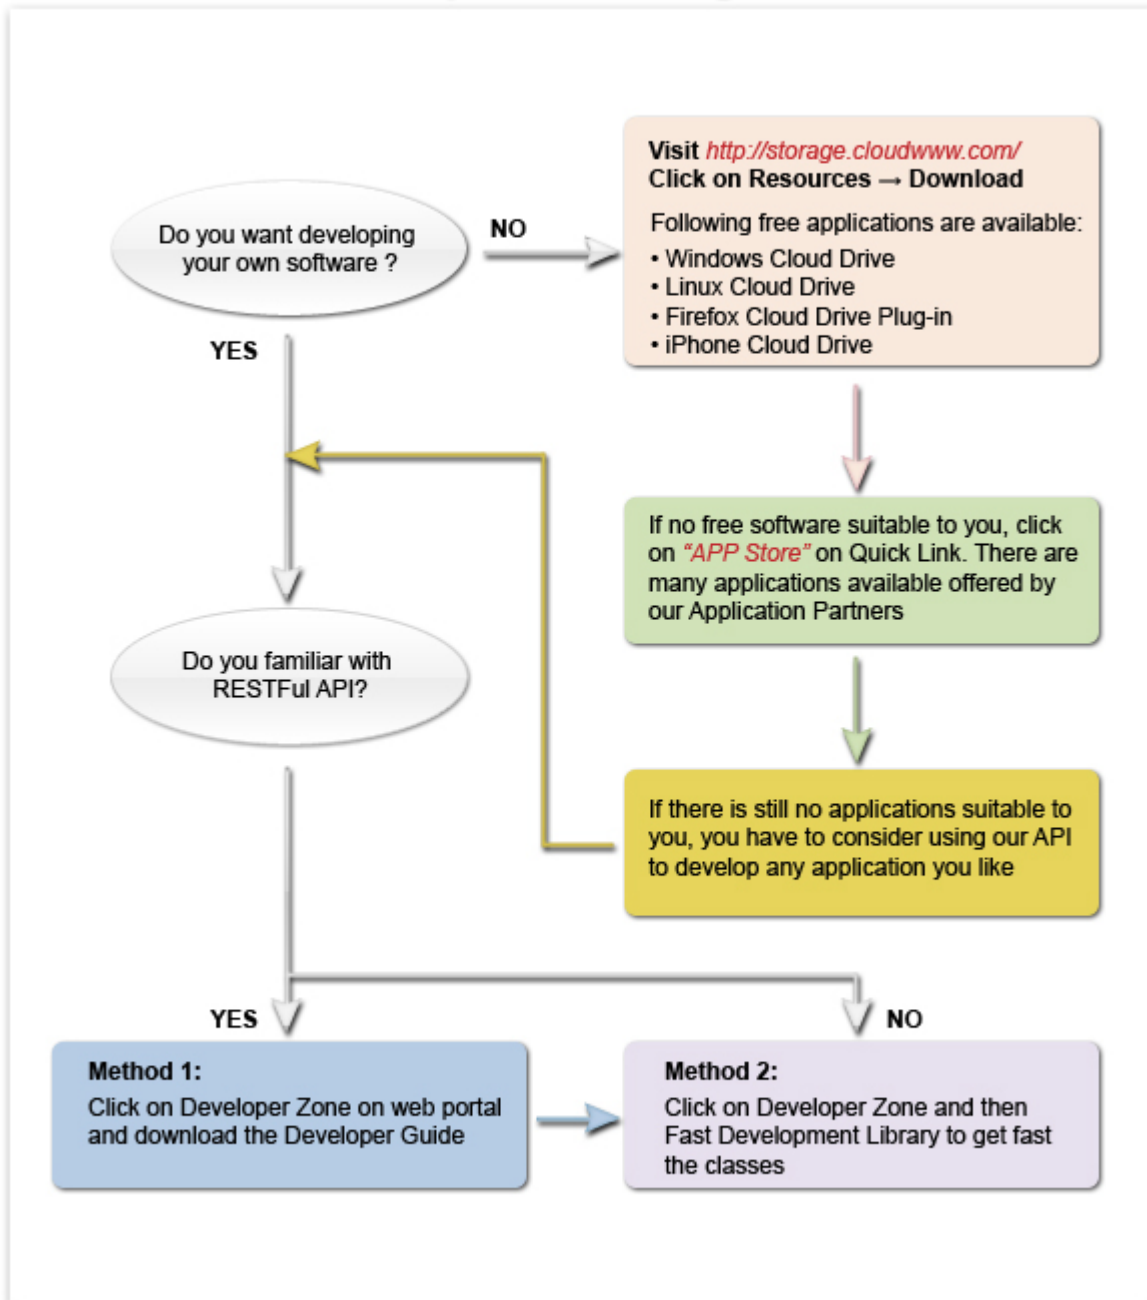 Do you want developing
your own software ?
NO
YES
Visit http://storage.cloudwww.com/
Click on Resources → Download
Following free applications are available:
• Windows Cloud Drive
• Linux Cloud Drive
• Firefox Cloud Drive Plug-in
• iPhone Cloud Drive
If no free software suitable to you, click
on "APP Store" on Quick Link. There are
many applications available offered by
our Application Partners
Do you familiar with
RESTFul API?
If there is still no applications suitable to
you, you have to consider using our API
to develop any application you like
YES
NO
Method 1:
Click on Developer Zone on web portal
and download the Developer Guide
Method 2:
Click on Developer Zone and then
Fast Development Library to get fast
the classes